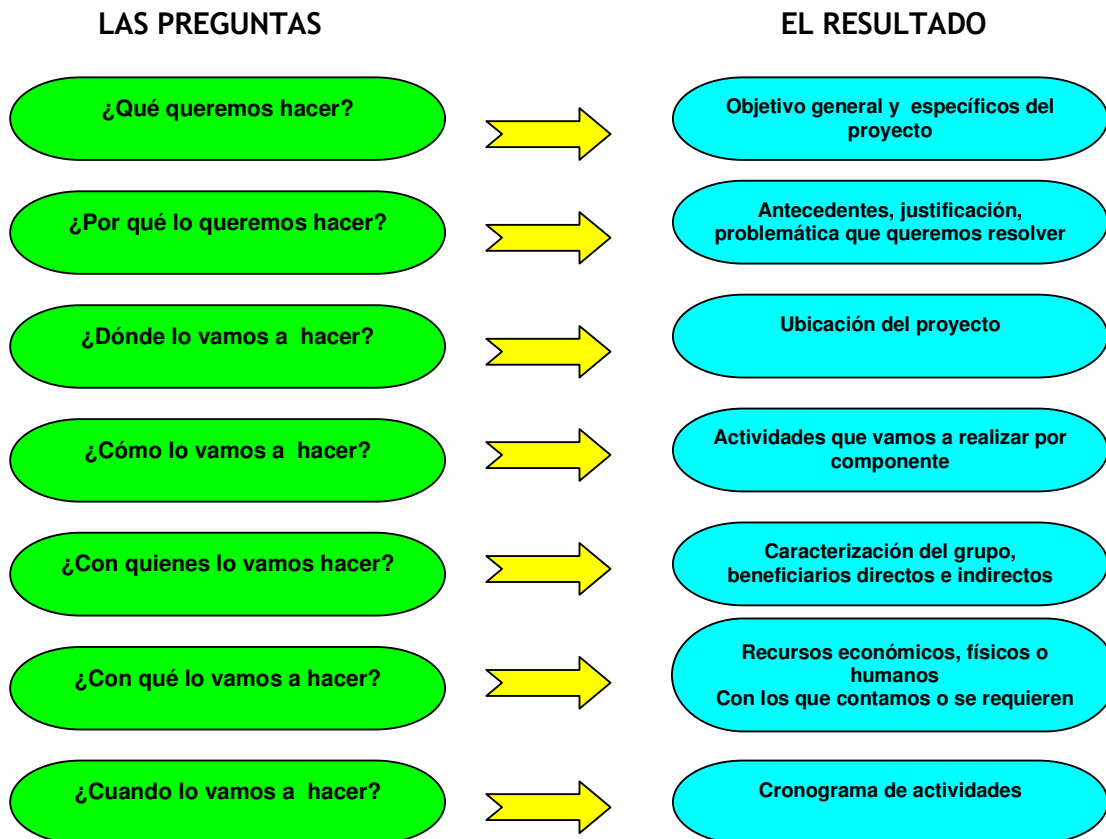 LAS PREGUNTAS
EL RESULTADO
¿Qué queremos hacer?
Objetivo general y específicos del
proyecto
¿Por qué lo queremos hacer?
Antecedentes, justificación,
problemática que queremos resolver
¿Dónde lo vamos a hacer?
Ubicación del proyecto
¿Cómo lo vamos a hacer?
Actividades que vamos a realizar por
componente
¿Con quienes lo vamos hacer?
Caracterización del grupo,
beneficiarios directos e indirectos
¿Con qué lo vamos a hacer?
Recursos económicos, físicos o
humanos
Con los que contamos o se requieren
¿Cuando lo vamos a hacer?
Cronograma de actividades